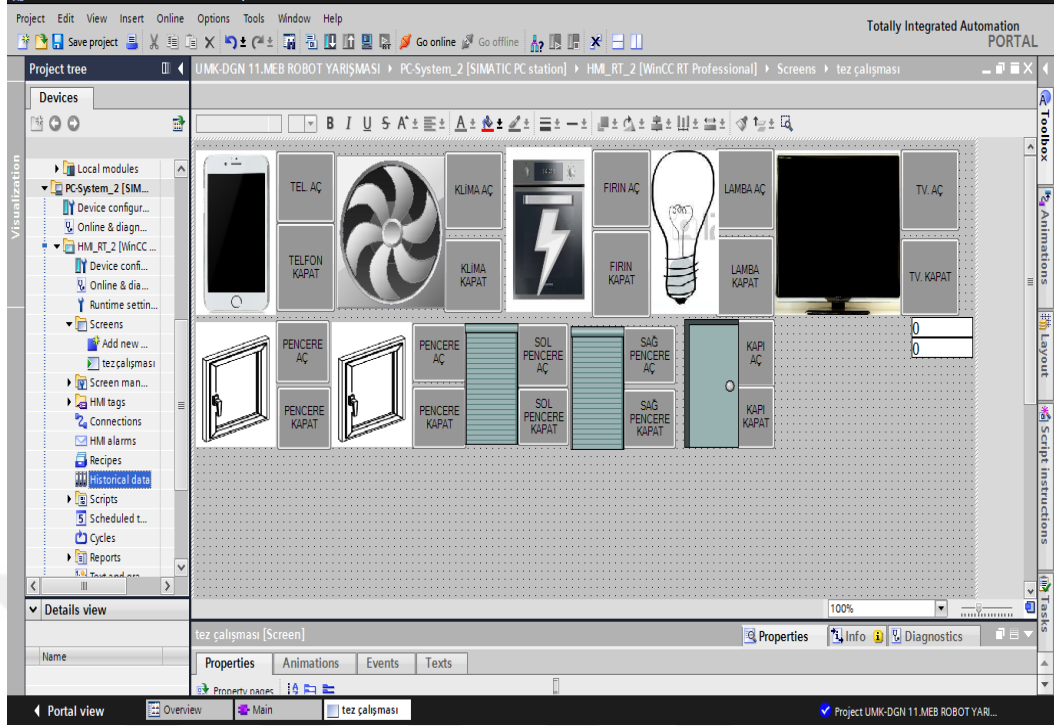 Project Edit View Insert Online Options Tools Window Help
Totally Integrated Automation
PORTAL
Save project Go online Go offline
Project tree
UMK-DGN 11.MEB ROBOT YARIŞMASI PC-System_2 [SIMATIC PC station] HMI_RT_2 [WinCC RT Professional] Screens tez çalışması
Devices
B I U S A
Visualization
Local modules
PC-System_2 [SIM...
Device configur...
Online & diagn...
HMI_RT_2 [WinCC ...
Device confi...
Online & dia...
Runtime settin...
Screens
Add new ...
tez çalışması
Screen man...
HMI tags
Connections
HMI alarms
Recipes
Historical data
Scripts
Scheduled t...
Cycles
Reports
TEL AÇ
KLİMA AÇ
FIRIN AÇ
LAMBA AÇ
TV. AÇ
TELFON
KAPAT
KLİMA
KAPAT
FIRIN
KAPAT
LAMBA
KAPAT
TV. KAPAT
0
0
PENCERE
AÇ
PENCERE
AÇ
SOL
PENCERE
AÇ
SAĞ
PENCERE
AÇ
KAPI
AÇ
PENCERE
KAPAT
PENCERE
KAPAT
SOL
PENCERE
KAPAT
SAĞ
PENCERE
KAPAT
KAPI
KAPAT
Toolbox
Animations
Layout
Script instructions
Tasks
100%
Details view
Name
tez çalışması [Screen]
Properties Info Diagnostics
Properties Animations Events Texts
Property pages
Portal view Overview Main tez çalışması
Project UMK-DGN 11.MEB ROBOT YARI...